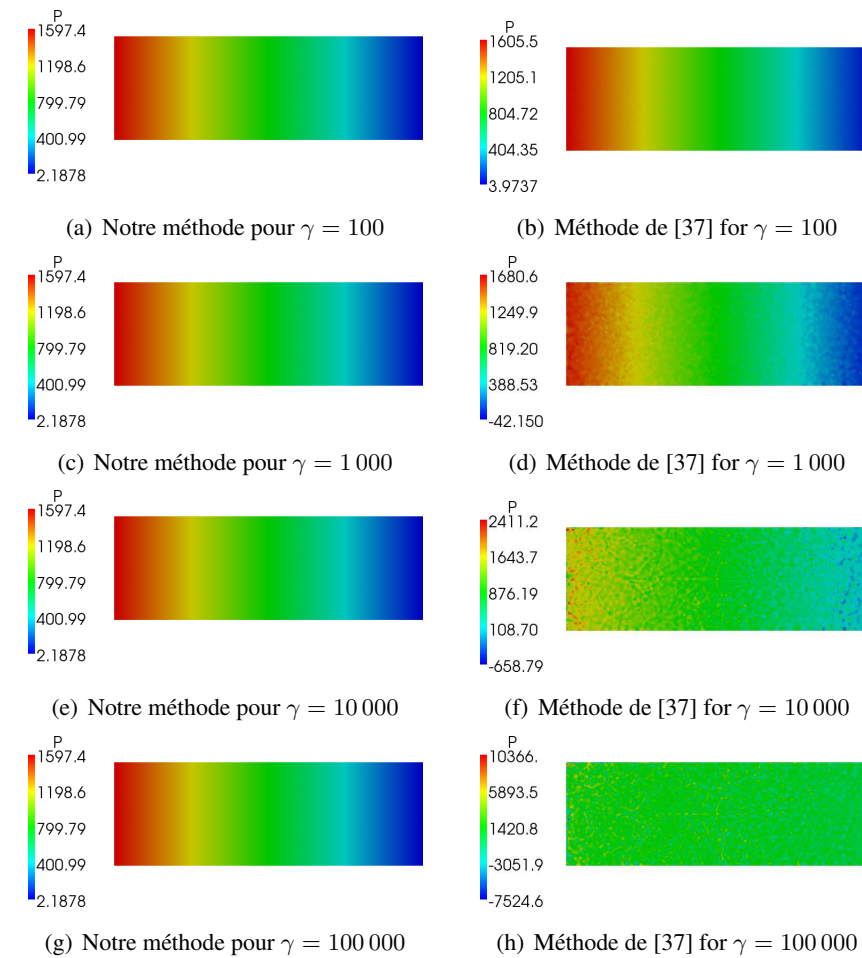 P
1597.4
1198.6
799.79
400.99
2.1878
(a) Notre méthode pour γ = 100
P
1605.5
1205.1
804.72
404.35
3.9737
(b) Méthode de [37] for γ = 100
P
1597.4
1198.6
799.79
400.99
2.1878
(c) Notre méthode pour γ = 1 000
P
1680.6
1249.9
819.20
388.53
-42.150
(d) Méthode de [37] for γ = 1 000
P
1597.4
1198.6
799.79
400.99
2.1878
(e) Notre méthode pour γ = 10 000
P
2411.2
1643.7
876.19
108.70
-658.79
(f) Méthode de [37] for γ = 10 000
P
1597.4
1198.6
799.79
400.99
2.1878
(g) Notre méthode pour γ = 100 000
P
10366.
5893.5
1420.8
-3051.9
-7524.6
(h) Méthode de [37] for γ = 100 000